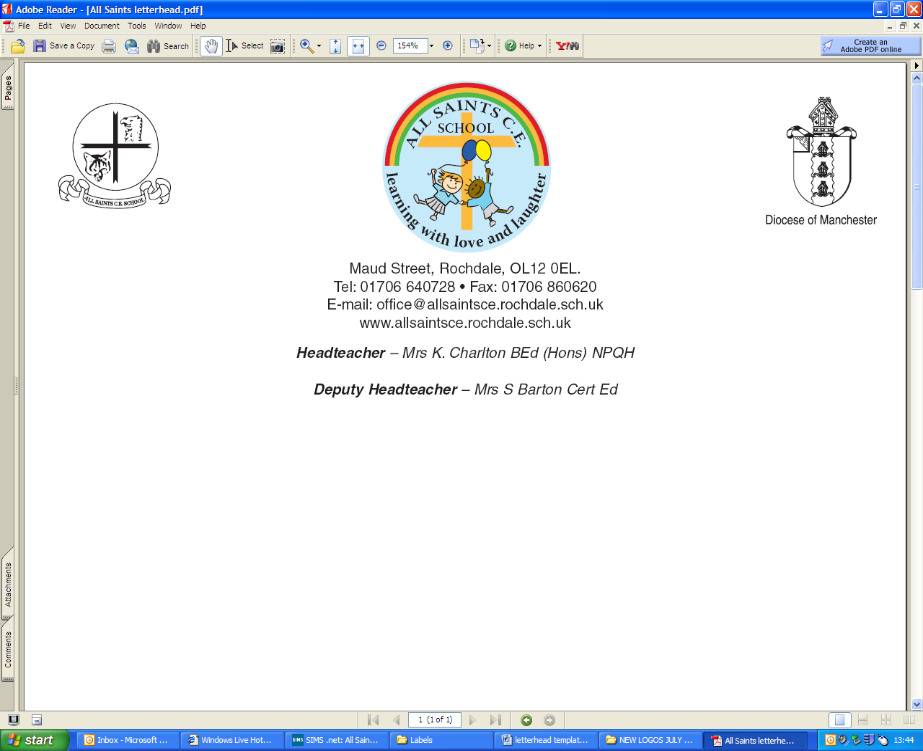 Adobe Reader - [All Saints letterhead.pdf]
File Edit View Document Tools Window Help
Save a Copy Search Select 154% Help Y! Create an Adobe PDF online
Pages
ALL SAINTS C.E. SCHOOL
ALL SAINTS C.E.
SCHOOL
learning with love and laughter
Diocese of Manchester
Maud Street, Rochdale, OL12 0EL.
Tel: 01706 640728 • Fax: 01706 860620
E-mail: office@allsaintsce.rochdale.sch.uk
www.allsaintsce.rochdale.sch.uk
Headteacher – Mrs K. Charlton BEd (Hons) NPQH
Deputy Headteacher – Mrs S Barton Cert Ed
Attachments
Comments
1 (1 of 1)
start Inbox - Microsoft ... Windows Live Hot... SIMS .net: All Sain... Labels letterhead templat... NEW LOGOS JULY ... All Saints letterhe... 13:44